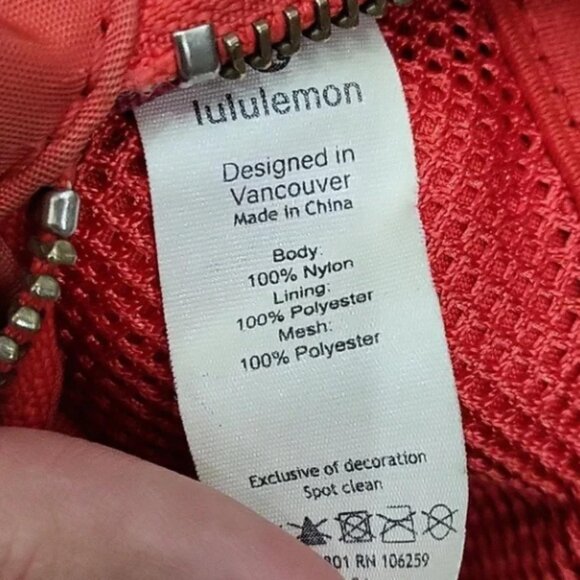 lululemon
Designed in
Vancouver
Made in China
Body:
100% Nylon
Lining:
100% Polyester
Mesh:
100% Polyester
Exclusive of decoration
Spot clean
RN 106259